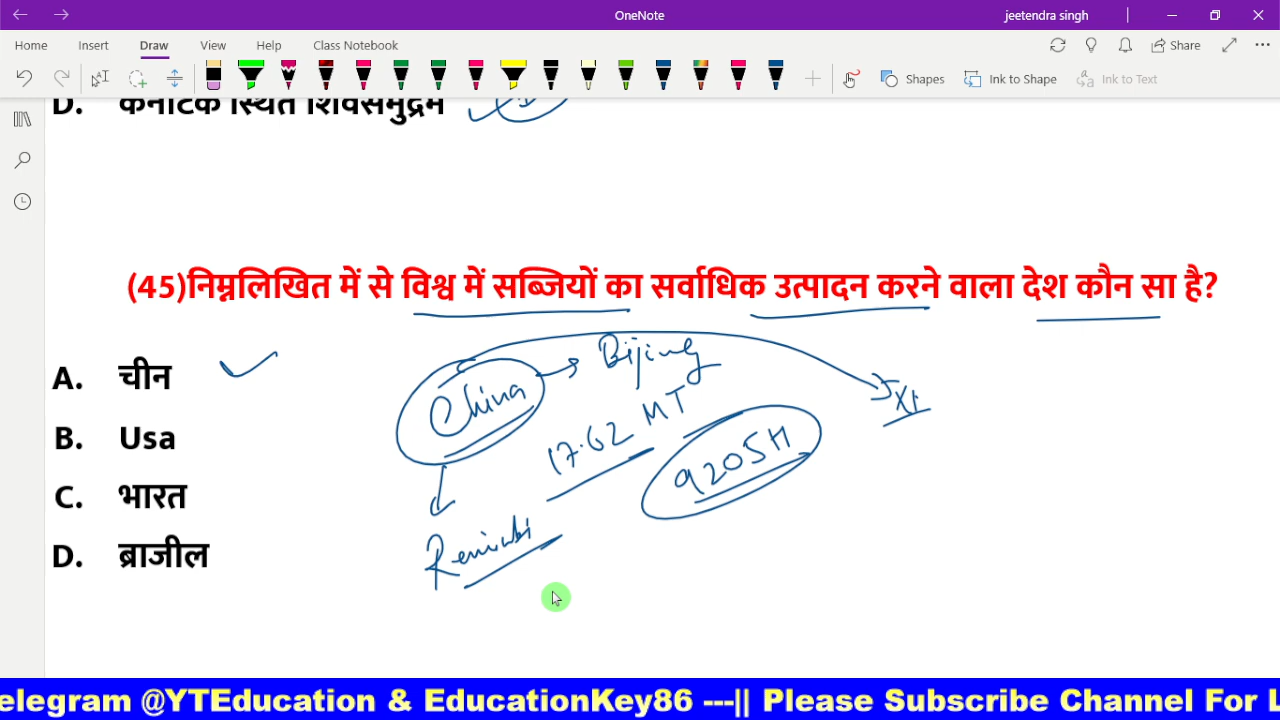 OneNote
jeetendra singh
Home Insert Draw View Help Class Notebook
Share
Shapes Ink to Shape Ink to Text
D. कर्नाटक स्थित शिवसमुद्रम
(45)निम्नलिखित में से विश्व में सब्जियों का सर्वाधिक उत्पादन करने वाला देश कौन सा है?
A. चीन
B. Usa
C. भारत
D. ब्राजील
China
Bijing
Xi
17.62 MT
9205H
elegram @YTEducation & EducationKey86 ---|| Please Subscribe Channel For L